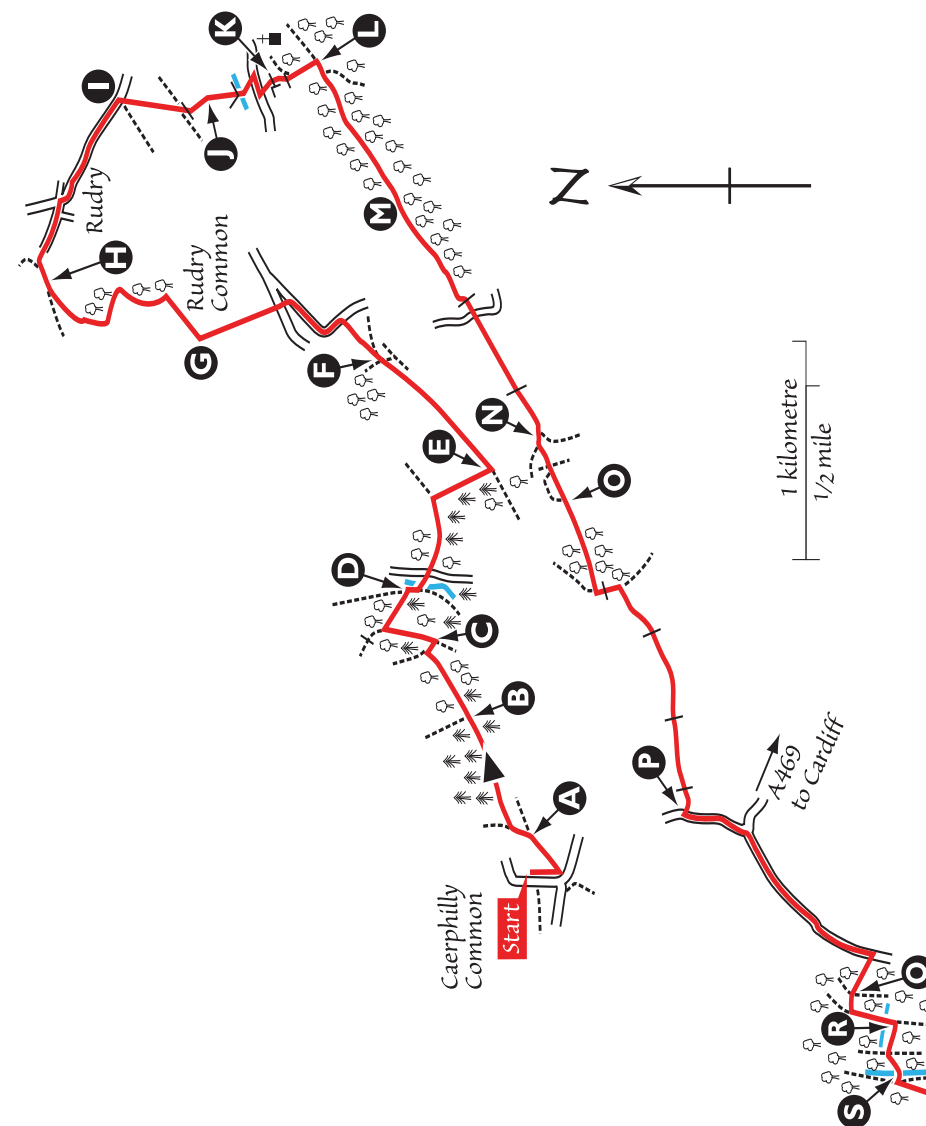 Caerphilly
Common
Start
A
B
C
D
E
F
G
Rudry
Common
H
Rudry
I
J
K
L
M
N
O
P
A469
to Cardiff
Q
R
S
N
1 kilometre
1/2 mile